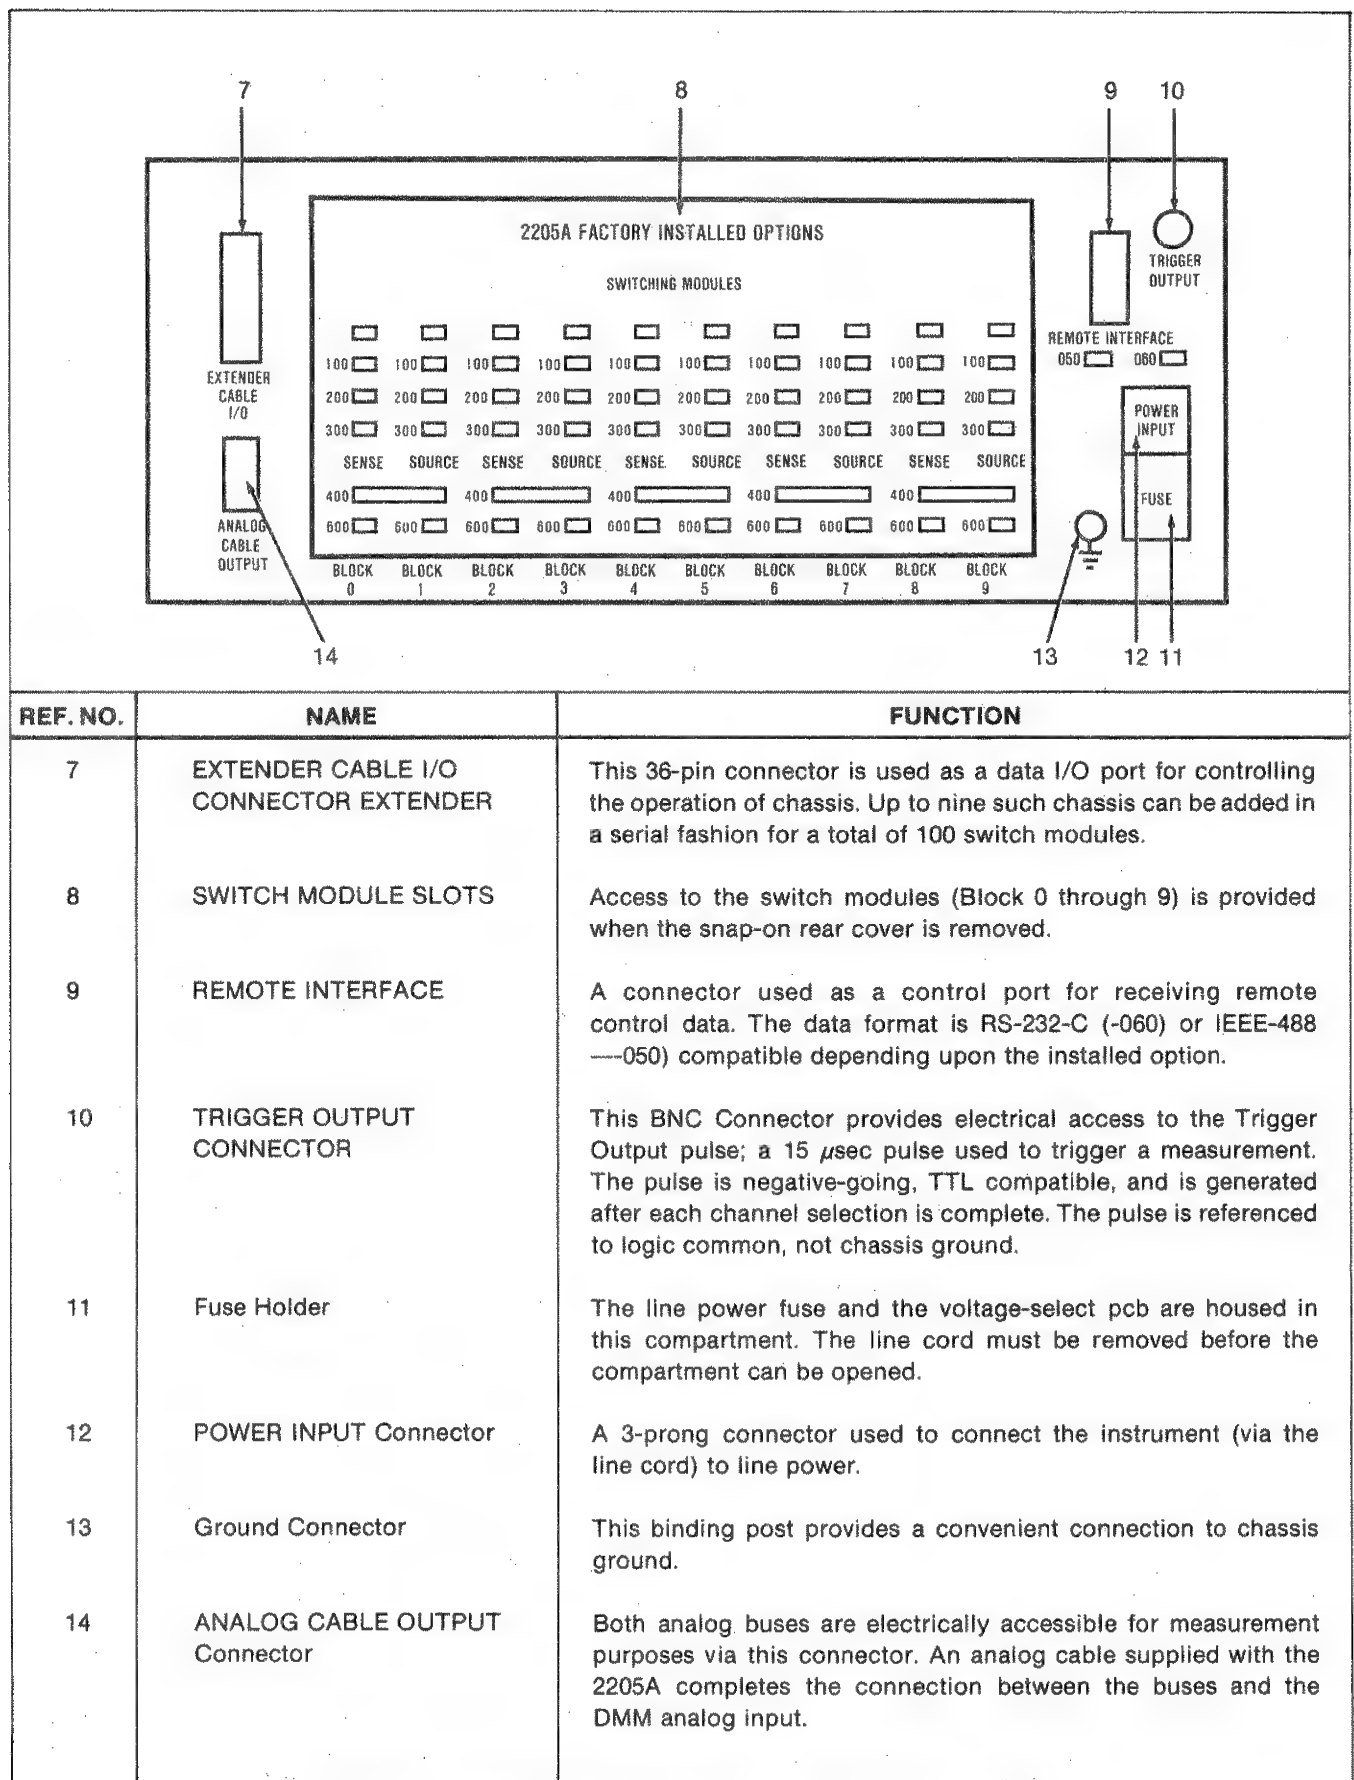 7 8 9 10
2205A FACTORY INSTALLED OPTIONS
SWITCHING MODULES
TRIGGER
OUTPUT
REMOTE INTERFACE
050 060
100 100 100 100 100 100 100 100 100 100
200 200 200 200 200 200 200 200 200 200
300 300 300 300 300 300 300 300 300 300
SENSE SOURCE SENSE SOURCE SENSE SOURCE SENSE SOURCE SENSE SOURCE
400 400 400 400 400
600 600 600 600 600 600 600 600 600 600
BLOCK BLOCK BLOCK BLOCK BLOCK BLOCK BLOCK BLOCK BLOCK BLOCK
0 1 2 3 4 5 6 7 8 9
EXTENDER
CABLE
I/O
ANALOG
CABLE
OUTPUT
POWER
INPUT
FUSE
14 13 12 11
REF. NO. NAME FUNCTION
7 EXTENDER CABLE I/O
CONNECTOR EXTENDER
This 36-pin connector is used as a data I/O port for controlling
the operation of chassis. Up to nine such chassis can be added in
a serial fashion for a total of 100 switch modules.
8 SWITCH MODULE SLOTS
Access to the switch modules (Block 0 through 9) is provided
when the snap-on rear cover is removed.
9 REMOTE INTERFACE
A connector used as a control port for receiving remote
control data. The data format is RS-232-C (-060) or IEEE-488
—-050) compatible depending upon the installed option.
10 TRIGGER OUTPUT
CONNECTOR
This BNC Connector provides electrical access to the Trigger
Output pulse; a 15 μsec pulse used to trigger a measurement.
The pulse is negative-going, TTL compatible, and is generated
after each channel selection is complete. The pulse is referenced
to logic common, not chassis ground.
11 Fuse Holder
The line power fuse and the voltage-select pcb are housed in
this compartment. The line cord must be removed before the
compartment can be opened.
12 POWER INPUT Connector
A 3-prong connector used to connect the instrument (via the
line cord) to line power.
13 Ground Connector
This binding post provides a convenient connection to chassis
ground.
14 ANALOG CABLE OUTPUT
Connector
Both analog buses are electrically accessible for measurement
purposes via this connector. An analog cable supplied with the
2205A completes the connection between the buses and the
DMM analog input.